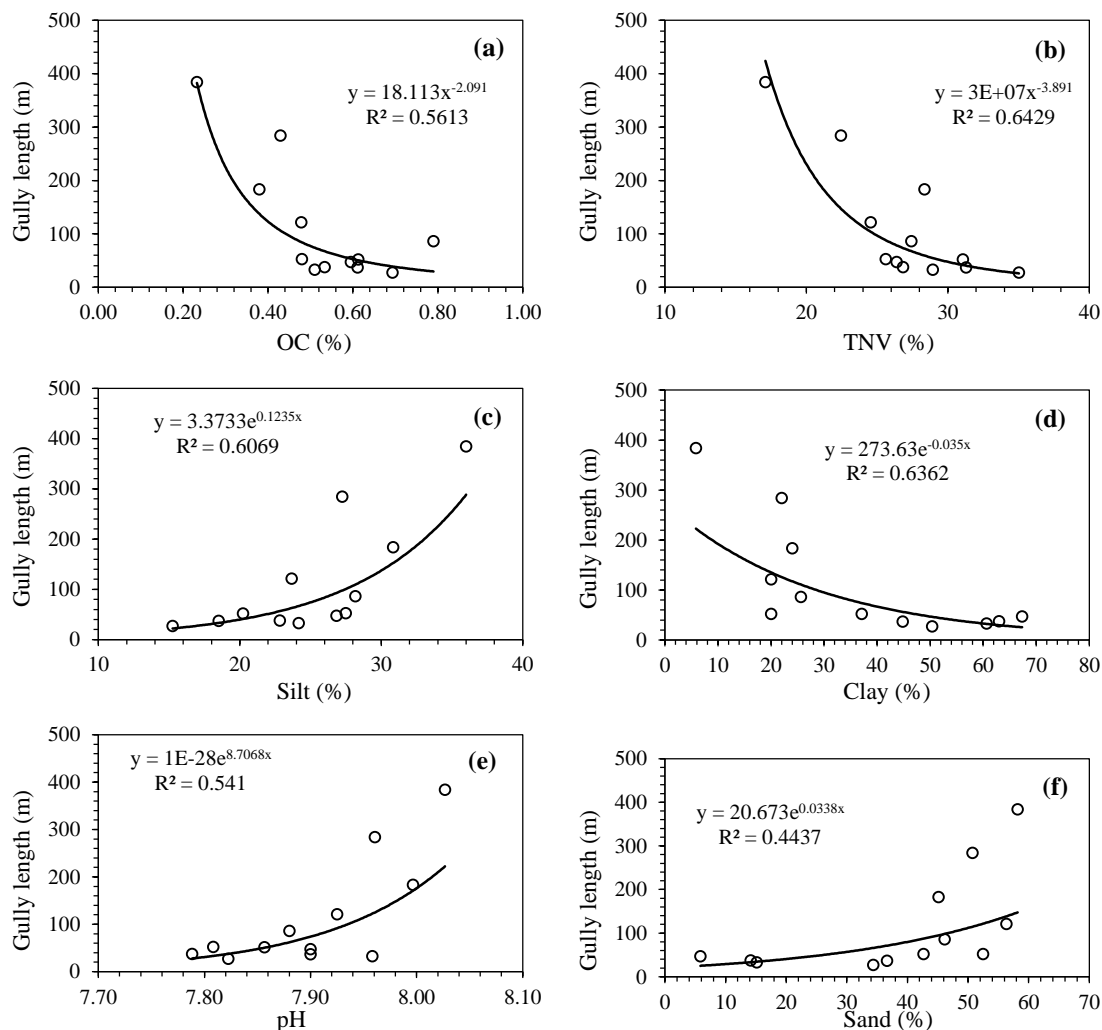 500
400
300
200
100
0
0.00 0.20 0.40 0.60 0.80 1.00
Gully length (m)
OC (%)
(a)
y = 18.113x-2.091
R² = 0.5613
500
400
300
200
100
0
10 20 30 40
Gully length (m)
TNV (%)
(b)
y = 3E+07x-3.891
R² = 0.6429
500
400
300
200
100
0
10 20 30 40
Gully length (m)
Silt (%)
(c)
y = 3.3733e0.1235x
R² = 0.6069
500
400
300
200
100
0
0 10 20 30 40 50 60 70 80
Gully length (m)
Clay (%)
(d)
y = 273.63e-0.035x
R² = 0.6362
500
400
300
200
100
0
7.70 7.80 7.90 8.00 8.10
Gully length (m)
pH
(e)
y = 1E-28e8.7068x
R² = 0.541
500
400
300
200
100
0
0 10 20 30 40 50 60 70
Gully length (m)
Sand (%)
(f)
y = 20.673e0.0338x
R² = 0.4437